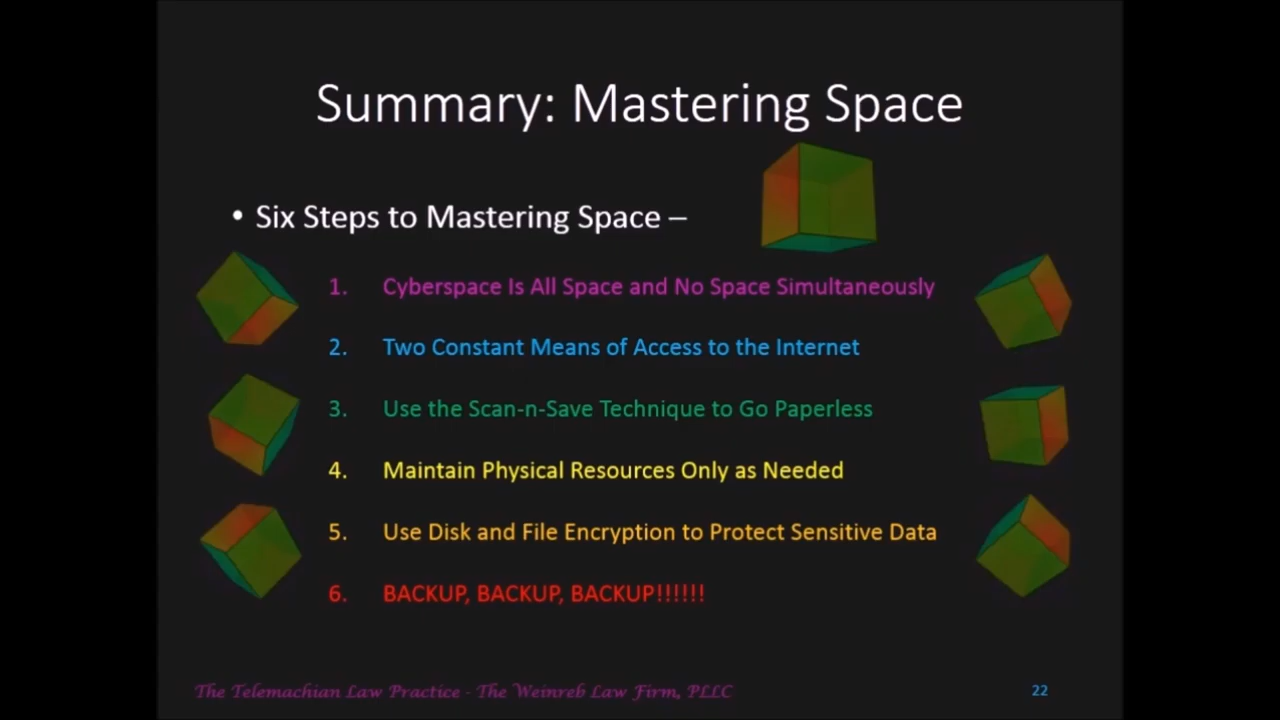 Summary: Mastering Space
• Six Steps to Mastering Space –
1. Cyberspace Is All Space and No Space Simultaneously
2. Two Constant Means of Access to the Internet
3. Use the Scan-n-Save Technique to Go Paperless
4. Maintain Physical Resources Only as Needed
5. Use Disk and File Encryption to Protect Sensitive Data
6. BACKUP, BACKUP, BACKUP!!!!!!
The Telemachian Law Practice - The Weinreb Law Firm, PLLC
22